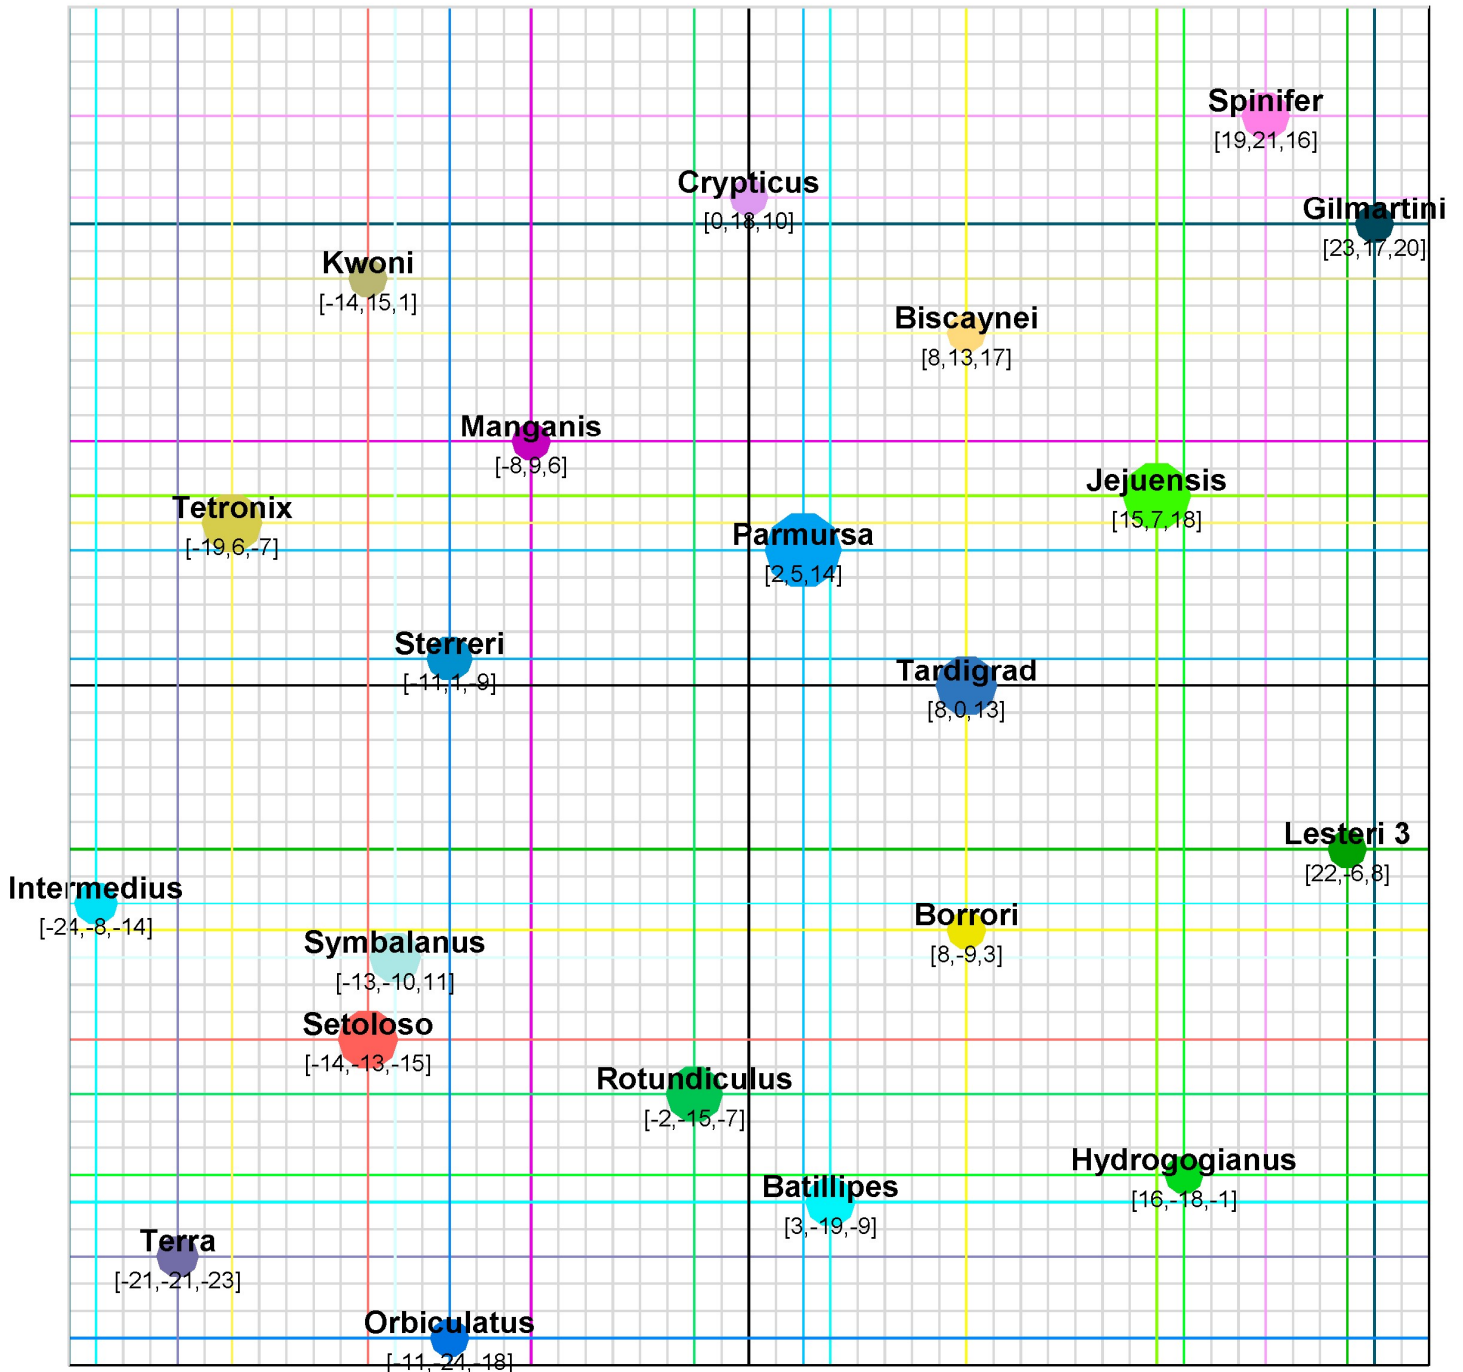 Spinifer
[19,21,16]
Crypticus
[0,18,10]
Gilmartini
[23,17,20]
Kwoni
[-14,15,1]
Biscaynei
[8,13,17]
Manganis
[-8,9,6]
Jejuensis
[15,7,18]
Tetronix
[-19,6,-7]
Parmursa
[2,5,14]
Sterreri
[-11,1,-9]
Tardigrad
[8,0,13]
Lesteri 3
[22,-6,8]
Intermedius
[-24,-8,-14]
Borrori
[8,-9,3]
Symbalanus
[-13,-10,11]
Setoloso
[-14,-13,-15]
Rotundiculus
[-2,-15,-7]
Hydrogogianus
[16,-18,-1]
Batillipes
[3,-19,-9]
Terra
[-21,-21,-23]
Orbiculatus
[-11,-24,-18]